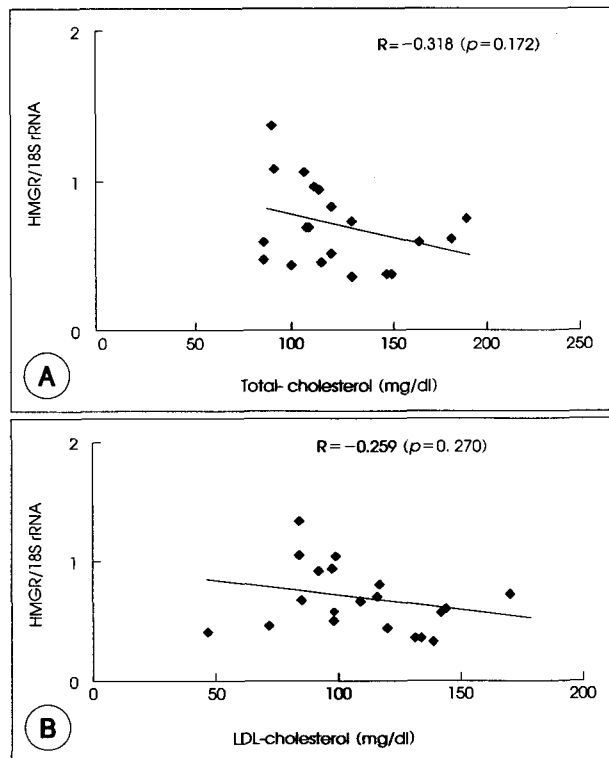 2
R=−0.318 (p=0.172)
HMGR/18S rRNA
1
0
0
50
100
150
200
250
A
Total- cholesterol (mg/dl)
2
R=−0.259 (p=0. 270)
HMGR/18S rRNA
1
0
0
50
100
150
200
B
LDL-cholesterol (mg/dl)